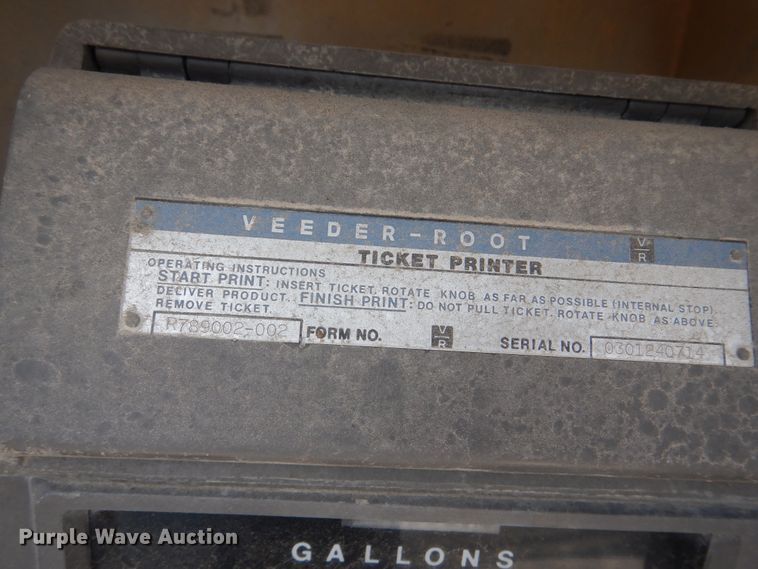 VEEDER-ROOT V/R
TICKET PRINTER
OPERATING INSTRUCTIONS
START PRINT: INSERT TICKET. ROTATE KNOB AS FAR AS POSSIBLE (INTERNAL STOP).
DELIVER PRODUCT. FINISH PRINT: DO NOT PULL TICKET. ROTATE KNOB AS ABOVE.
REMOVE TICKET.
R789002-002 FORM NO. V/R SERIAL NO. 0301240714
GALLONS
Purple Wave Auction